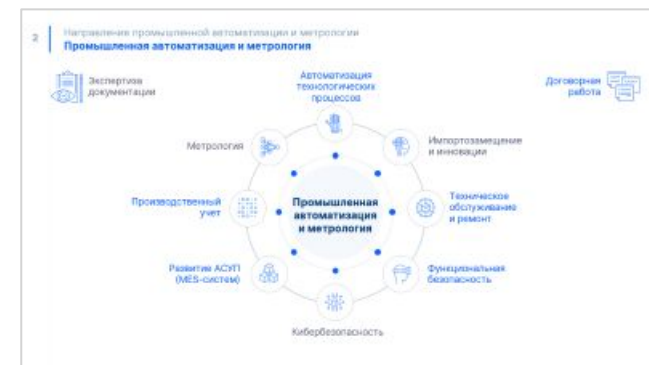 2
Направления промышленной автоматизации и метрологии
Промышленная автоматизация и метрология
Экспертиза
документации
Автоматизация
технологических
процессов
Договорная
работа
Метрология
Импортозамещение
и инновации
Производственный
учет
Промышленная
автоматизация
и метрология
Техническое
обслуживание
и ремонт
Развитие АСУП
(MES-систем)
Функциональная
безопасность
Кибербезопасность